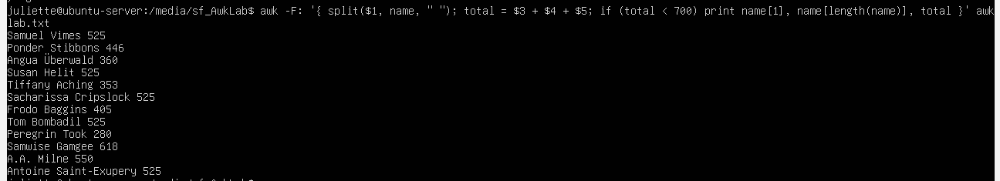 juliette@ubuntu-server:/media/sf_AwkLab$ awk -F: '{ split($1, name, " "); total = $3 + $4 + $5; if (total < 700) print name[1], name[length(name)], total }' awk
lab.txt
Samuel Vimes 525
Ponder Stibbons 446
Angua Überwald 360
Susan Helit 525
Tiffany Aching 353
Sacharissa Cripslock 525
Frodo Baggins 405
Tom Bombadil 525
Peregrin Took 280
Samwise Gamgee 618
A.A. Milne 550
Antoine Saint-Exupery 525